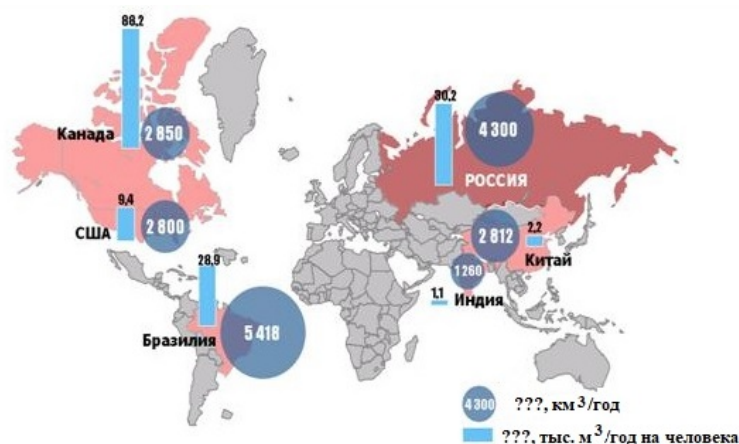 88,2
Канада
2 850
9,4
США
2 800
28,9
Бразилия
5 418
30,2
4 300
РОССИЯ
2 812
2,2
Китай
1 260
1,1
Индия
4 300 ???, км3/год
???, тыс. м3/год на человека